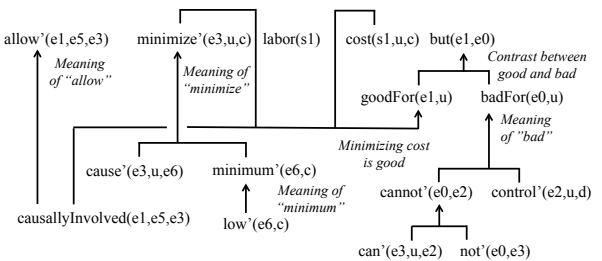 allow'(e1,e5,e3) minimize'(e3,u,c) labor(s1) cost(s1,u,c) but(e1,e0)
Meaning of "allow"
Meaning of "minimize"
Contrast between good and bad
goodFor(e1,u) badFor(e0,u)
Minimizing cost is good
Meaning of "bad"
cause'(e3,u,e6) minimum'(e6,c)
cannot'(e0,e2) control'(e2,u,d)
Meaning of "minimum"
causallyInvolved(e1,e5,e3) low'(e6,c)
can'(e3,u,e2) not'(e0,e3)